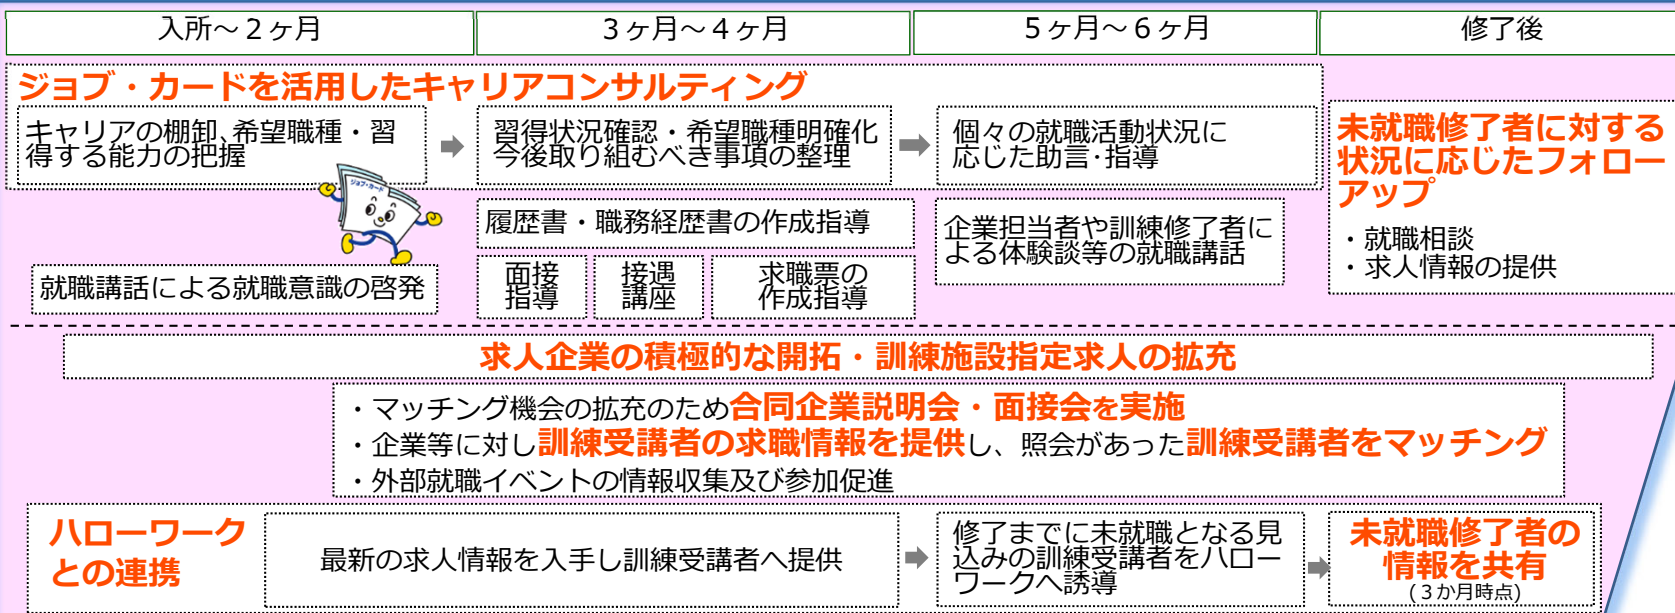 入所～２ヶ月
３ヶ月～４ヶ月
５ヶ月～６ヶ月
修了後
ジョブ・カードを活用したキャリアコンサルティング
キャリアの棚卸、希望職種・習
得する能力の把握
習得状況確認・希望職種明確化
今後取り組むべき事項の整理
個々の就職活動状況に
応じた助言・指導
未就職修了者に対する
状況に応じたフォロー
アップ
・就職相談
・求人情報の提供
ジョブ・カード
履歴書・職務経歴書の作成指導
企業担当者や訓練修了者に
よる体験談等の就職講話
就職講話による就職意識の啓発
面接
指導
接遇
講座
求職票の
作成指導
求人企業の積極的な開拓・訓練施設指定求人の拡充
・マッチング機会の拡充のため合同企業説明会・面接会を実施
・企業等に対し訓練受講者の求職情報を提供し、照会があった訓練受講者をマッチング
・外部就職イベントの情報収集及び参加促進
ハローワーク
との連携
最新の求人情報を入手し訓練受講者へ提供
修了までに未就職となる見
込みの訓練受講者をハロー
ワークへ誘導
未就職修了者の
情報を共有
(３か月時点)